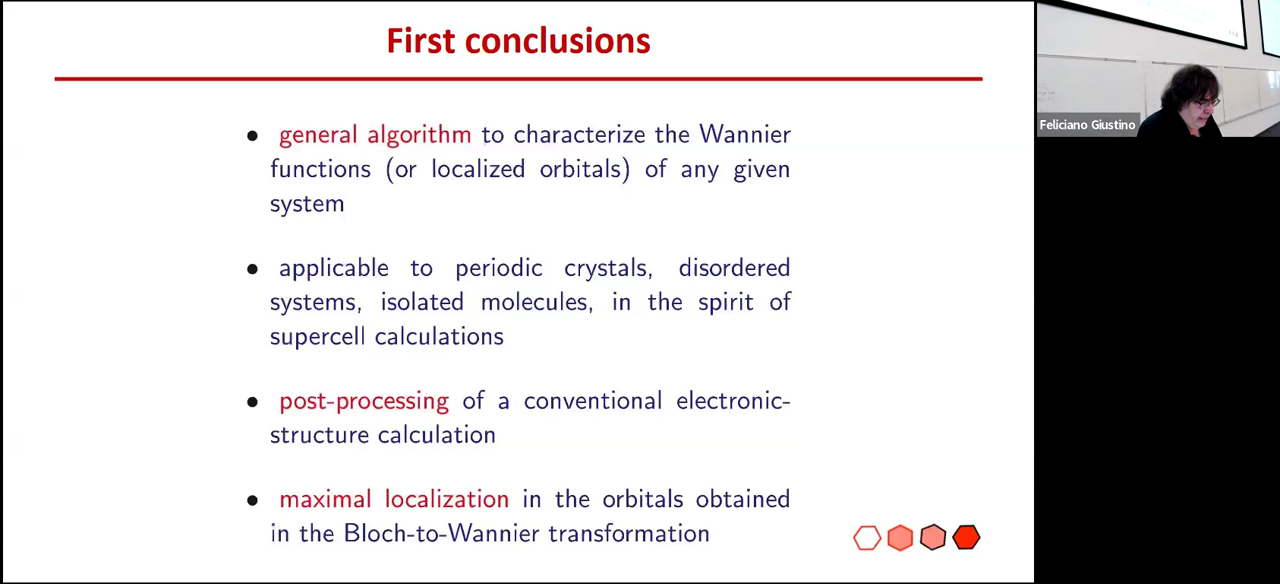 First conclusions
● general algorithm to characterize the Wannier
functions (or localized orbitals) of any given
system
● applicable to periodic crystals, disordered
systems, isolated molecules, in the spirit of
supercell calculations
● post-processing of a conventional electronic-
structure calculation
● maximal localization in the orbitals obtained
in the Bloch-to-Wannier transformation
Feliciano Giustino